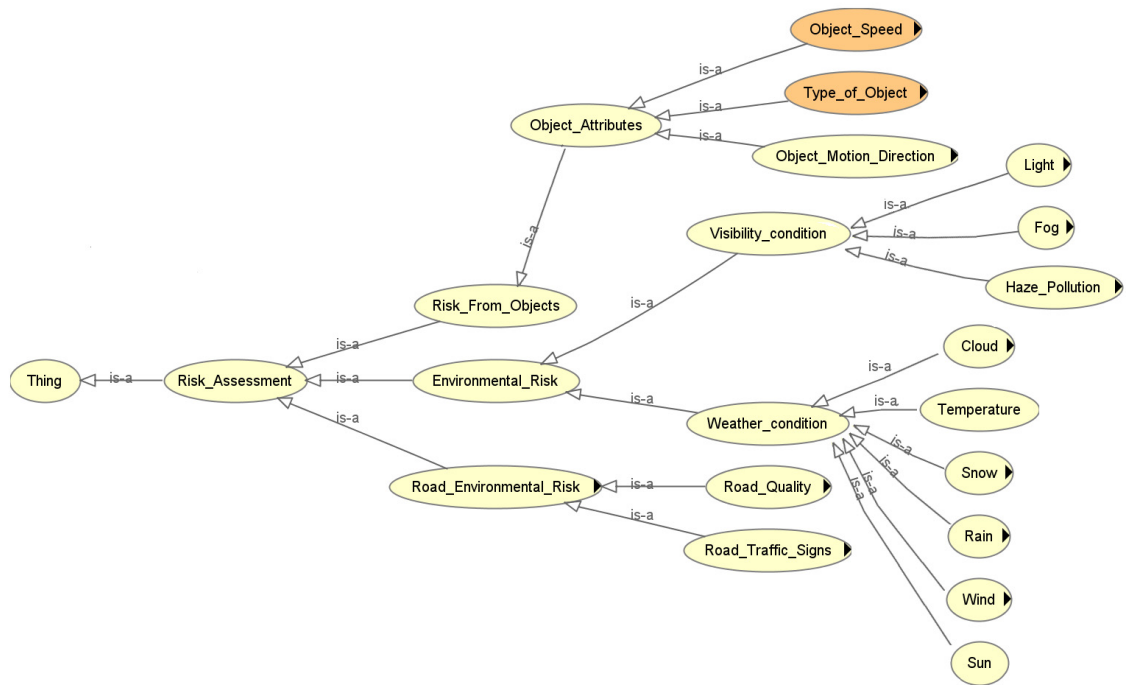 Object_Speed
is-a
Type_of_Object
is-a
Object_Attributes
is-a
Object_Motion_Direction
Light
is-a
Visibility_condition
is-a
Fog
is-a
is-a
Haze_Pollution
Risk_From_Objects
is-a
is-a
Cloud
is-a
Thing
is-a
Risk_Assessment
is-a
Environmental_Risk
is-a
is-a
Temperature
is-a
Weather_condition
is-a
Snow
is-a
Road_Environmental_Risk
is-a
Road_Quality
is-a
is-a
is-a
is-a
Road_Traffic_Signs
Rain
Wind
Sun